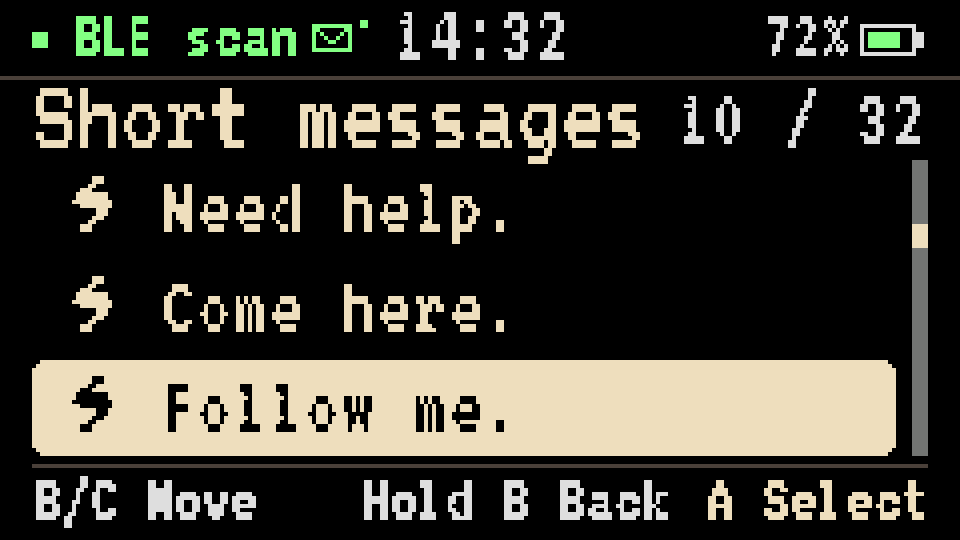 BLE scan 14:32 72%
Short messages 10 / 32
Need help.
Come here.
Follow me.
B/C Move Hold B Back A Select